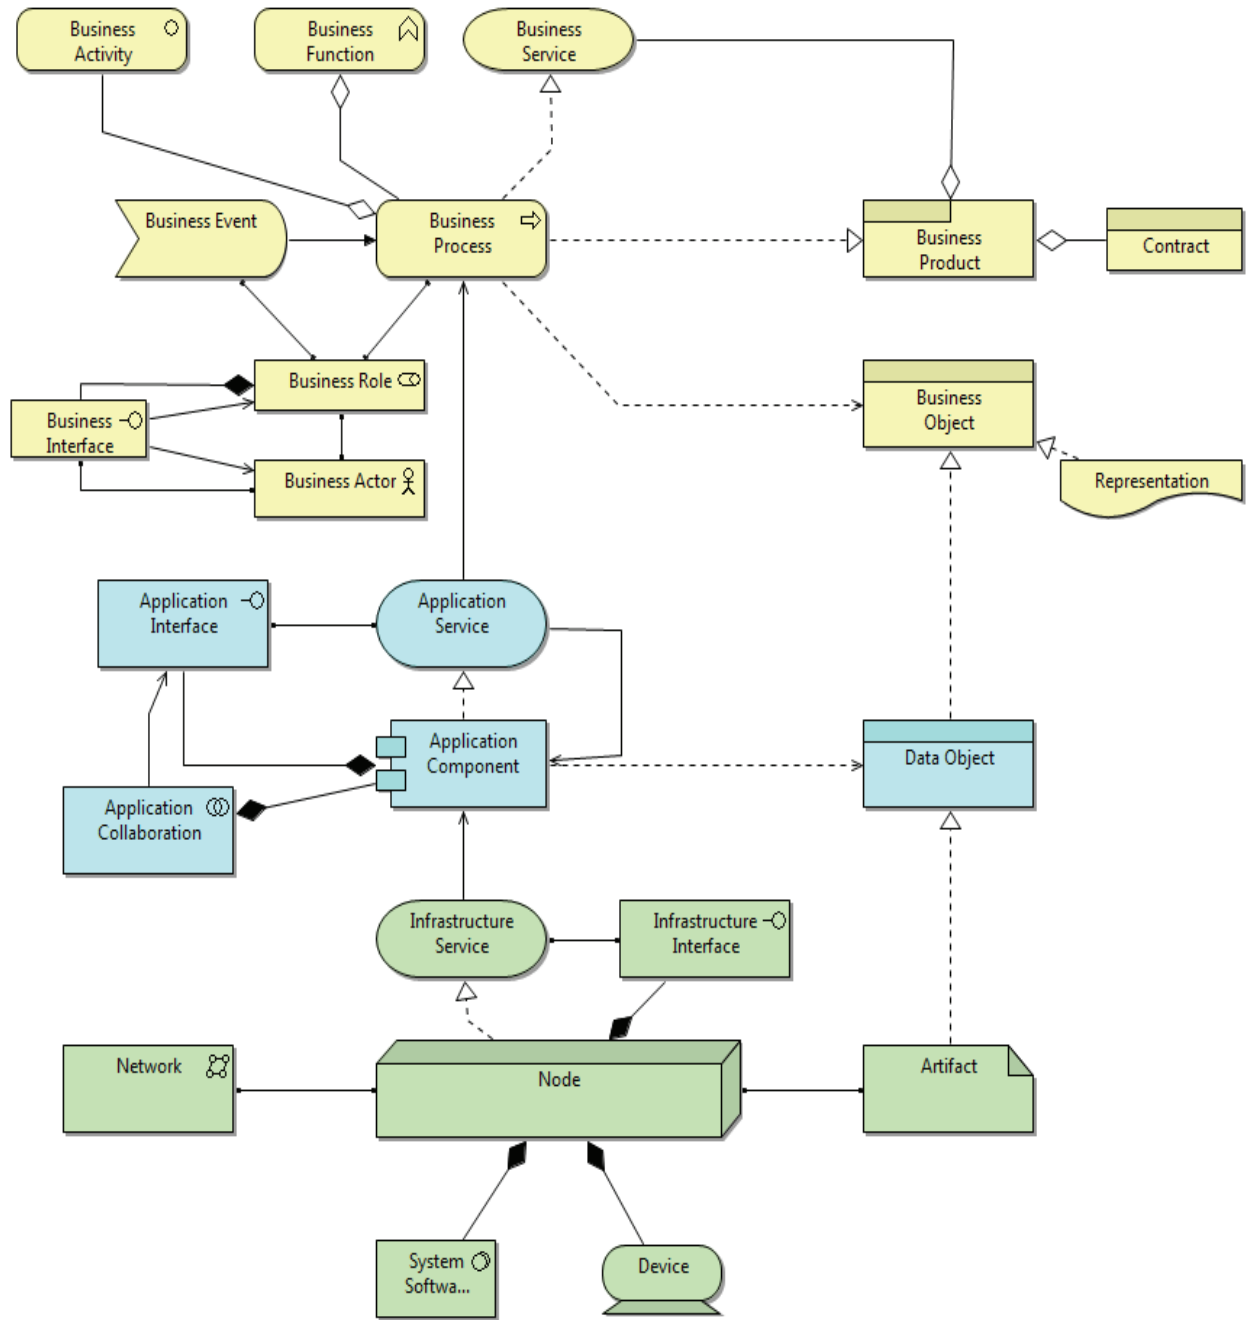 Business
Activity
Business
Function
Business
Service
Business Event
Business
Process
Business
Product
Contract
Business Role
Business
Object
Business
Interface
Business Actor
Representation
Application
Interface
Application
Service
Application
Component
Data Object
Application
Collaboration
Infrastructure
Service
Infrastructure
Interface
Network
Node
Artifact
System
Softwa...
Device